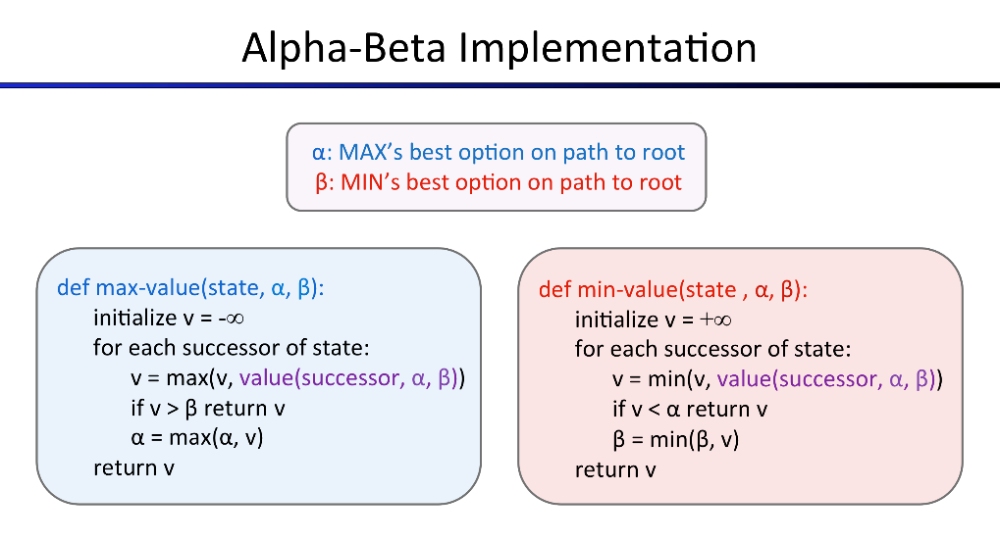 Alpha-Beta Implementation
α: MAX’s best option on path to root
β: MIN’s best option on path to root
def max-value(state, α, β):
initialize v = -∞
for each successor of state:
v = max(v, value(successor, α, β))
if v > β return v
α = max(α, v)
return v
def min-value(state , α, β):
initialize v = +∞
for each successor of state:
v = min(v, value(successor, α, β))
if v < α return v
β = min(β, v)
return v